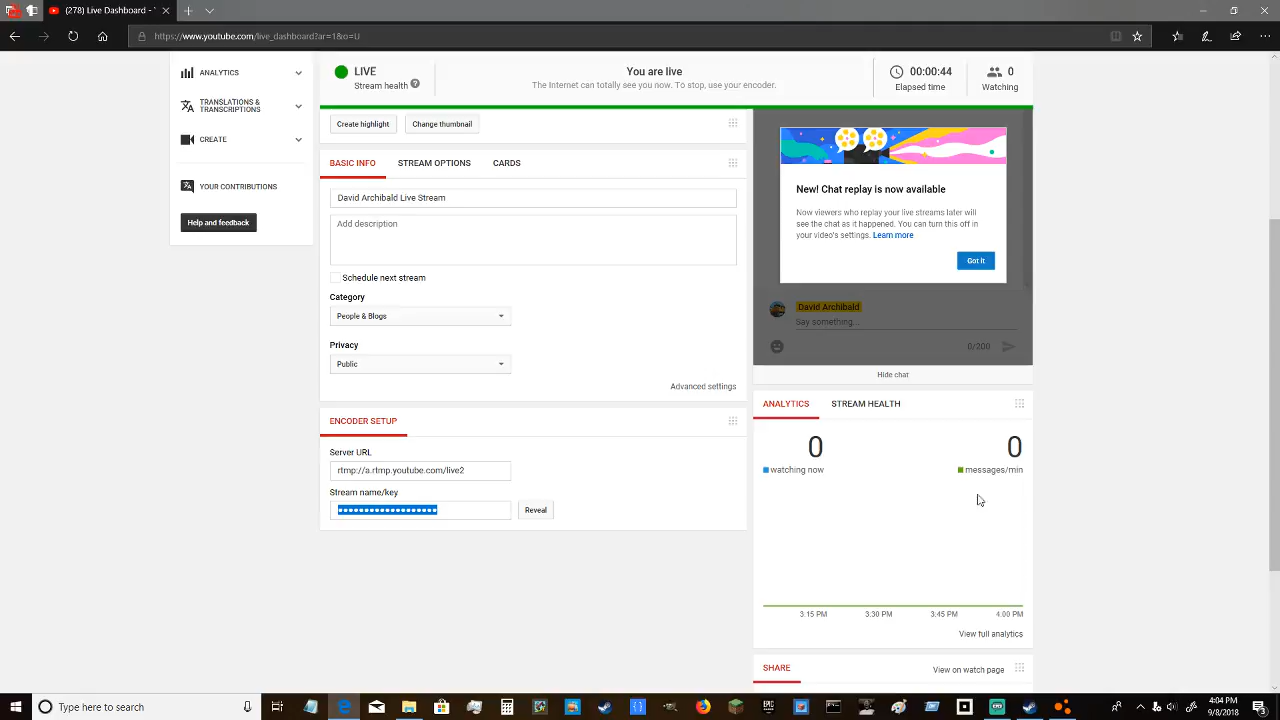 (278) Live Dashboard -
https://www.youtube.com/live_dashboard?ar=1&o=U
ANALYTICS
TRANSLATIONS &
TRANSCRIPTIONS
CREATE
YOUR CONTRIBUTIONS
Help and feedback
LIVE
Stream health
You are live
The Internet can totally see you now. To stop, use your encoder.
00:00:44
Elapsed time
0
Watching
Create highlight
Change thumbnail
BASIC INFO
STREAM OPTIONS
CARDS
David Archibald Live Stream
Add description
Schedule next stream
Category
People & Blogs
Privacy
Public
Advanced settings
ENCODER SETUP
Server URL
rtmp://a.rtmp.youtube.com/live2
Stream name/key
Reveal
New! Chat replay is now available
Now viewers who replay your live streams later will
see the chat as it happened. You can turn this off in
your video's settings. Learn more
Got it
David Archibald
Say something...
0/200
Hide chat
ANALYTICS
STREAM HEALTH
0
watching now
0
messages/min
3:15 PM
3:30 PM
3:45 PM
4:00 PM
View full analytics
SHARE
View on watch page
Type here to search
4:04 PM
9/8/2018